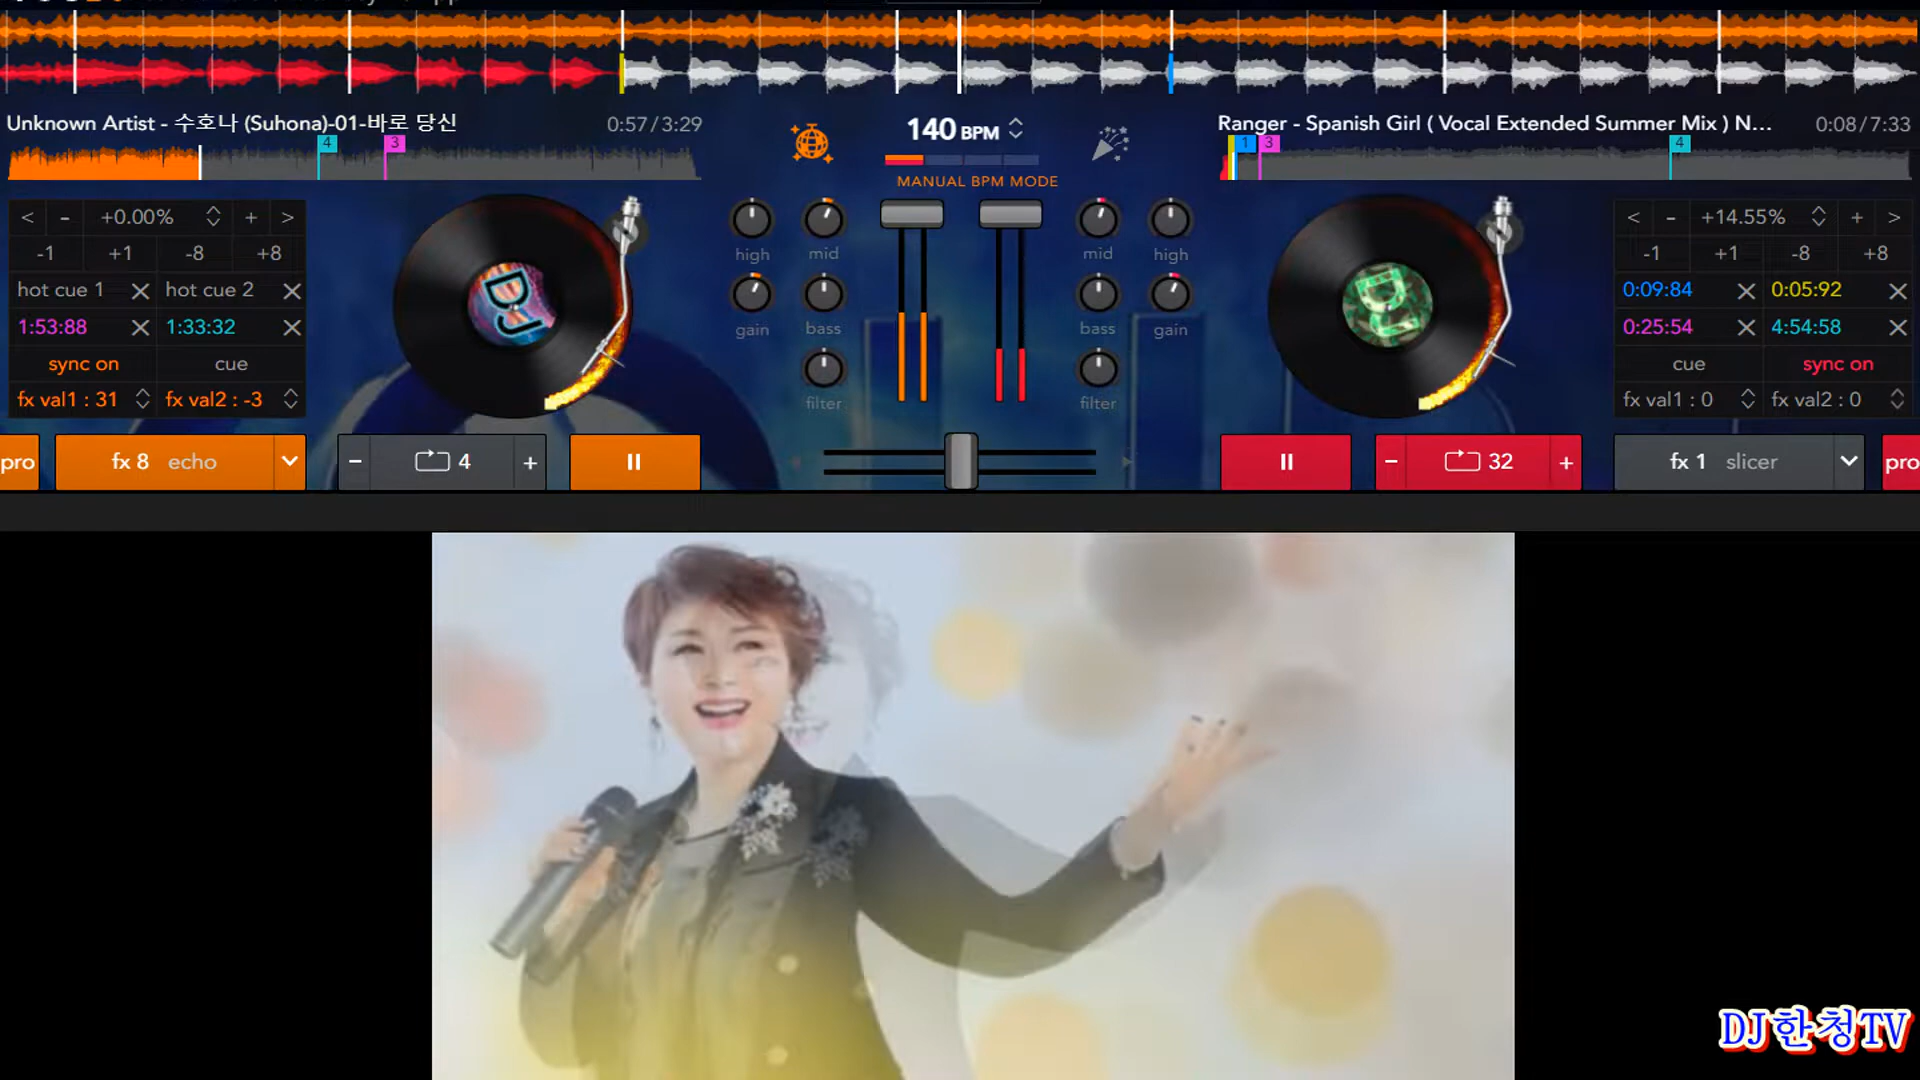 Unknown Artist - 수호나 (Suhona)-01-바로 당신
0:57/3:29
140 BPM
Ranger - Spanish Girl ( Vocal Extended Summer Mix ) N...
0:08/7:33
4
3
1
3
4
MANUAL BPM MODE
< - +0.00% + >
-1 +1 -8 +8
hot cue 1
hot cue 2
1:53:88
1:33:32
sync on
cue
fx val1 : 31
fx val2 : -3
high
mid
gain
bass
filter
mid
high
bass
gain
filter
DJ
< - +14.55% + >
-1 +1 -8 +8
0:09:84
0:05:92
0:25:54
4:54:58
cue
sync on
fx val1 : 0
fx val2 : 0
pro
fx 8 echo
- 4 +
- 32 +
fx 1 slicer
pro
DJ한청TV